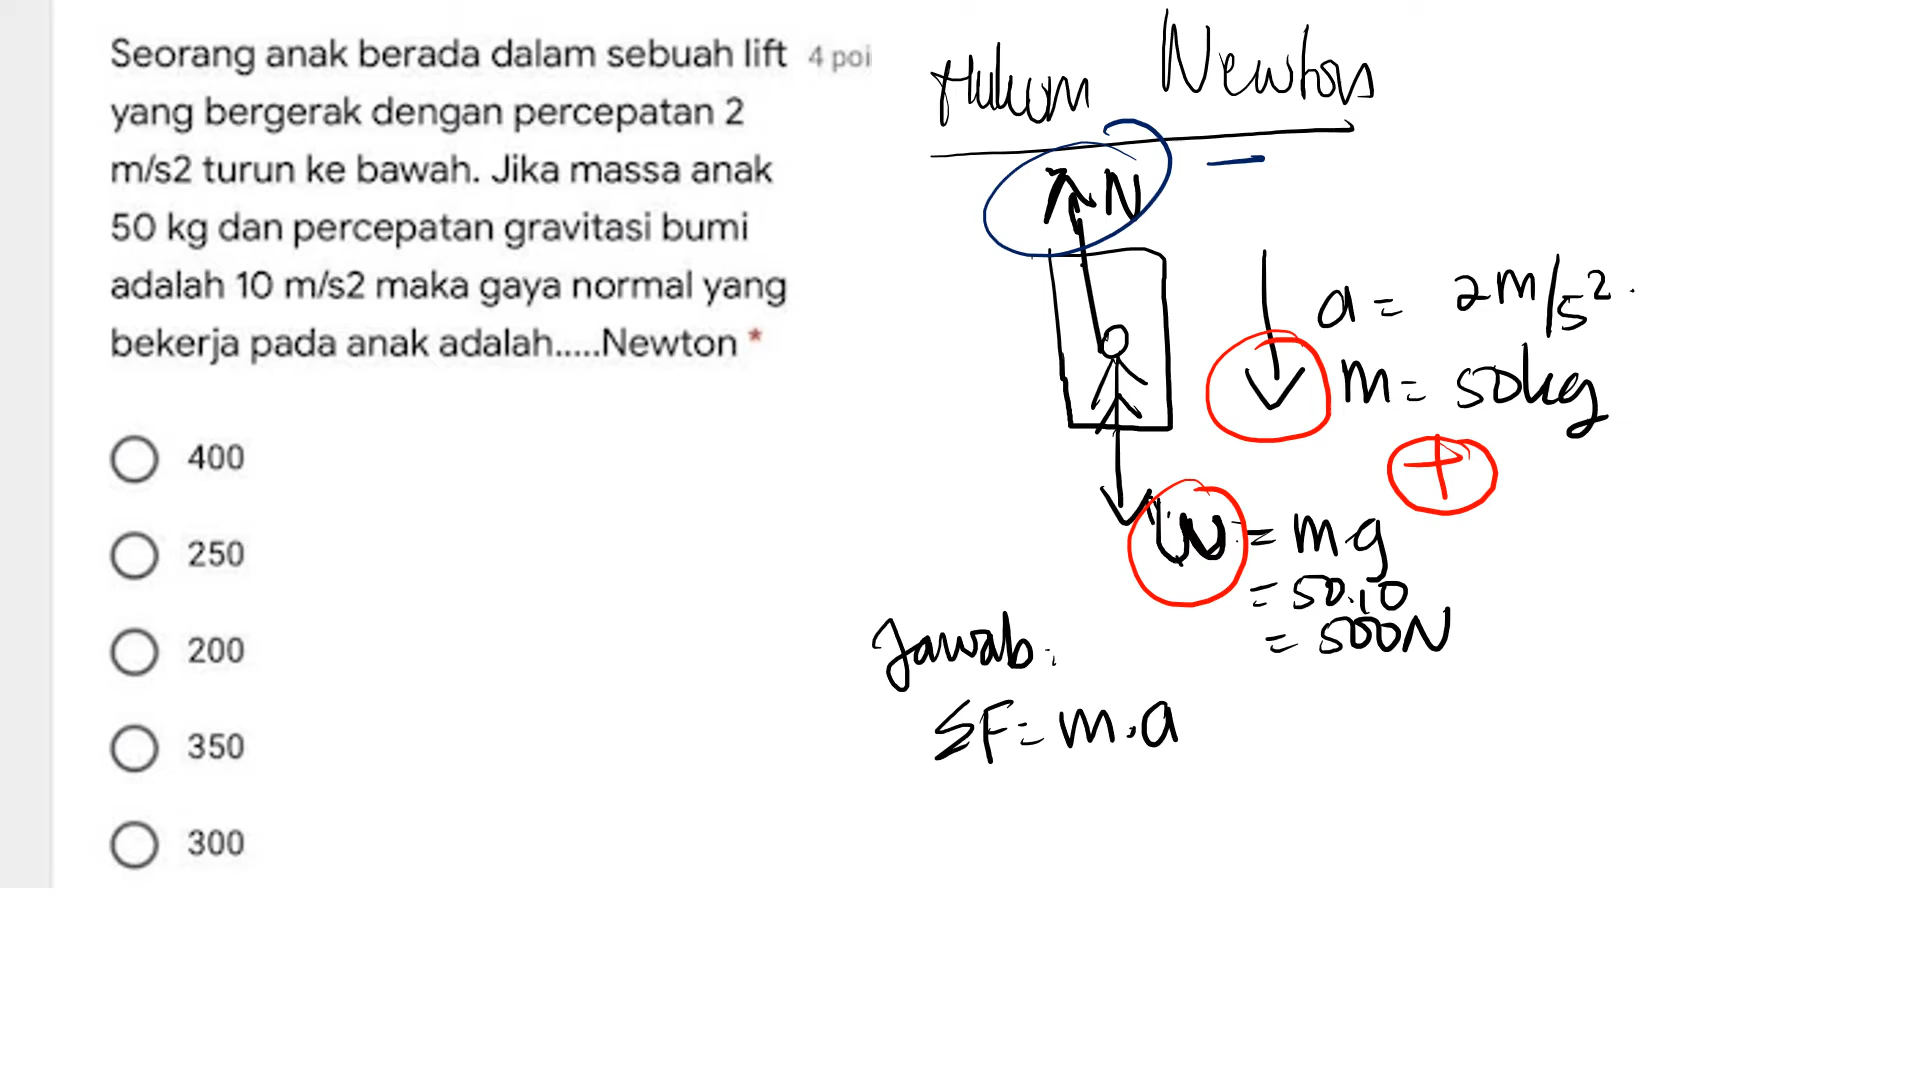 Seorang anak berada dalam sebuah lift 4 poi
yang bergerak dengan percepatan 2
m/s2 turun ke bawah. Jika massa anak
50 kg dan percepatan gravitasi bumi
adalah 10 m/s2 maka gaya normal yang
bekerja pada anak adalah.....Newton *
400
250
200
350
300
Hukum Newton
N
−
a = 2m/s².
m = 50kg
+
W = mg
= 50.10
= 500N
Jawab:
ΣF = m.a